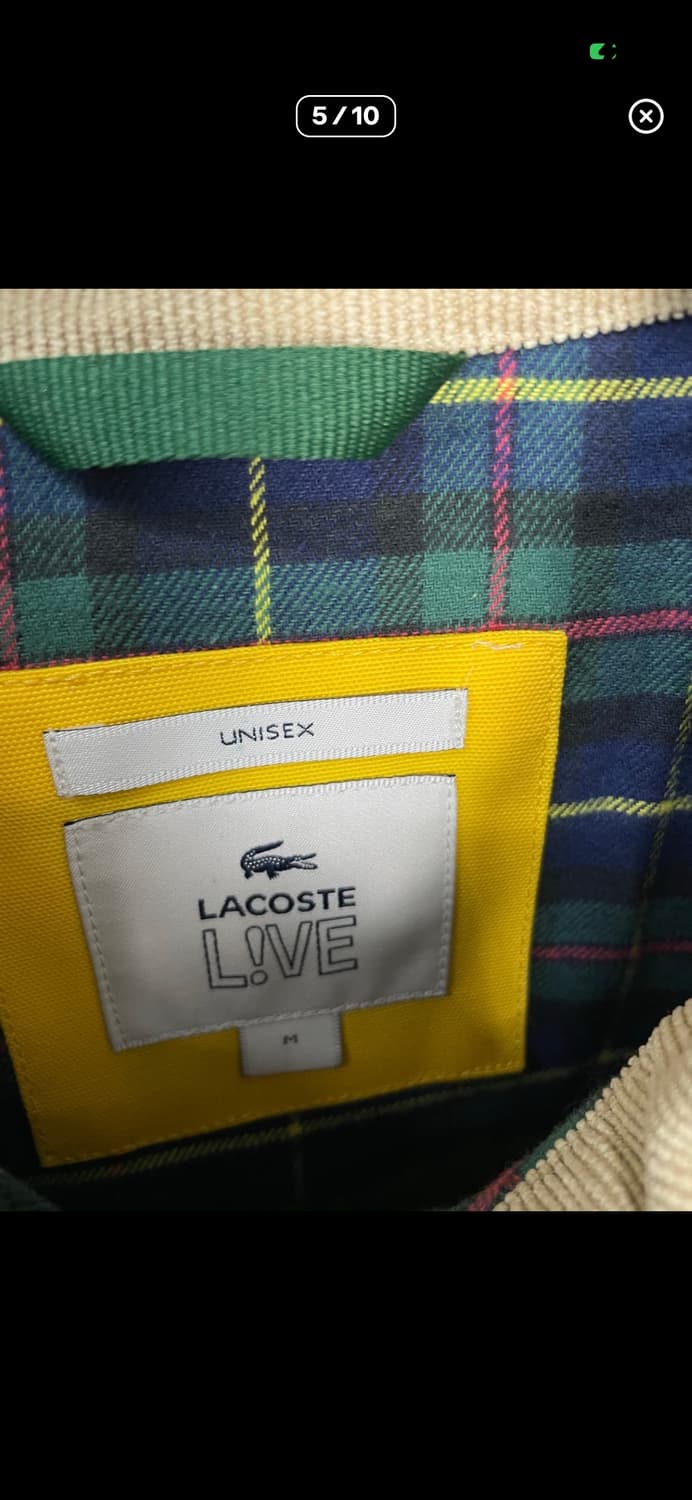 5/10
UNISEX
LACOSTE
L!VE
M